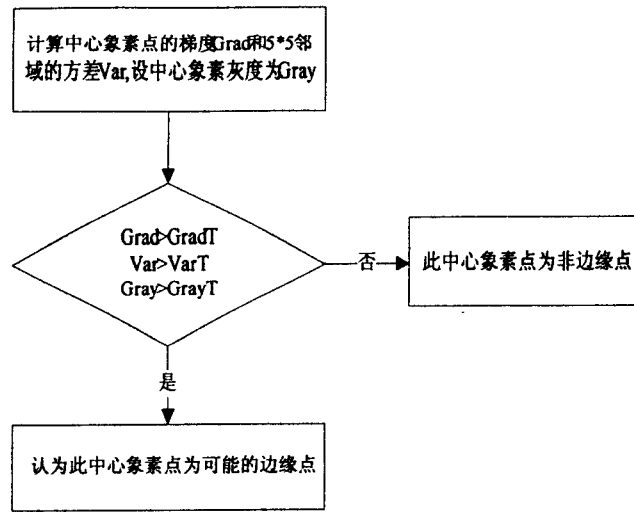 计算中心象素点的梯度Grad和5*5邻
域的方差Var,设中心象素灰度为Gray
Grad>GradT
Var>VarT
Gray>GrayT
否
此中心象素点为非边缘点
是
认为此中心象素点为可能的边缘点